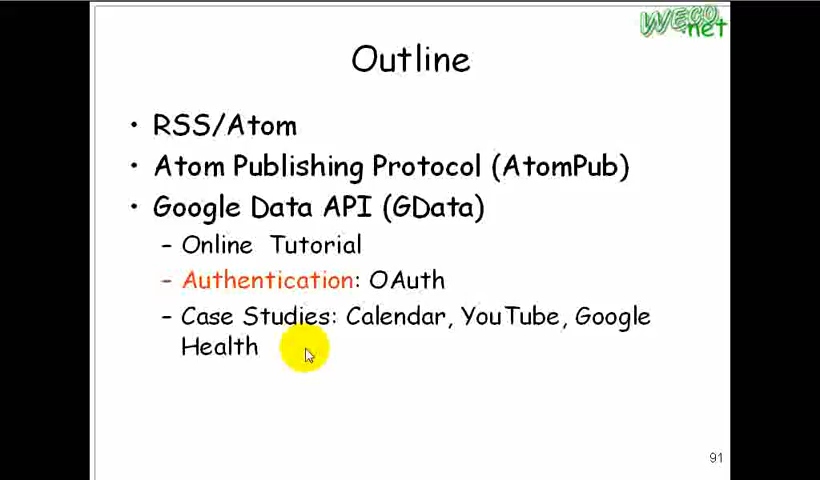 WECO
.net
Outline
• RSS/Atom
• Atom Publishing Protocol (AtomPub)
• Google Data API (GData)
– Online Tutorial
– Authentication: OAuth
– Case Studies: Calendar, YouTube, Google
Health
91